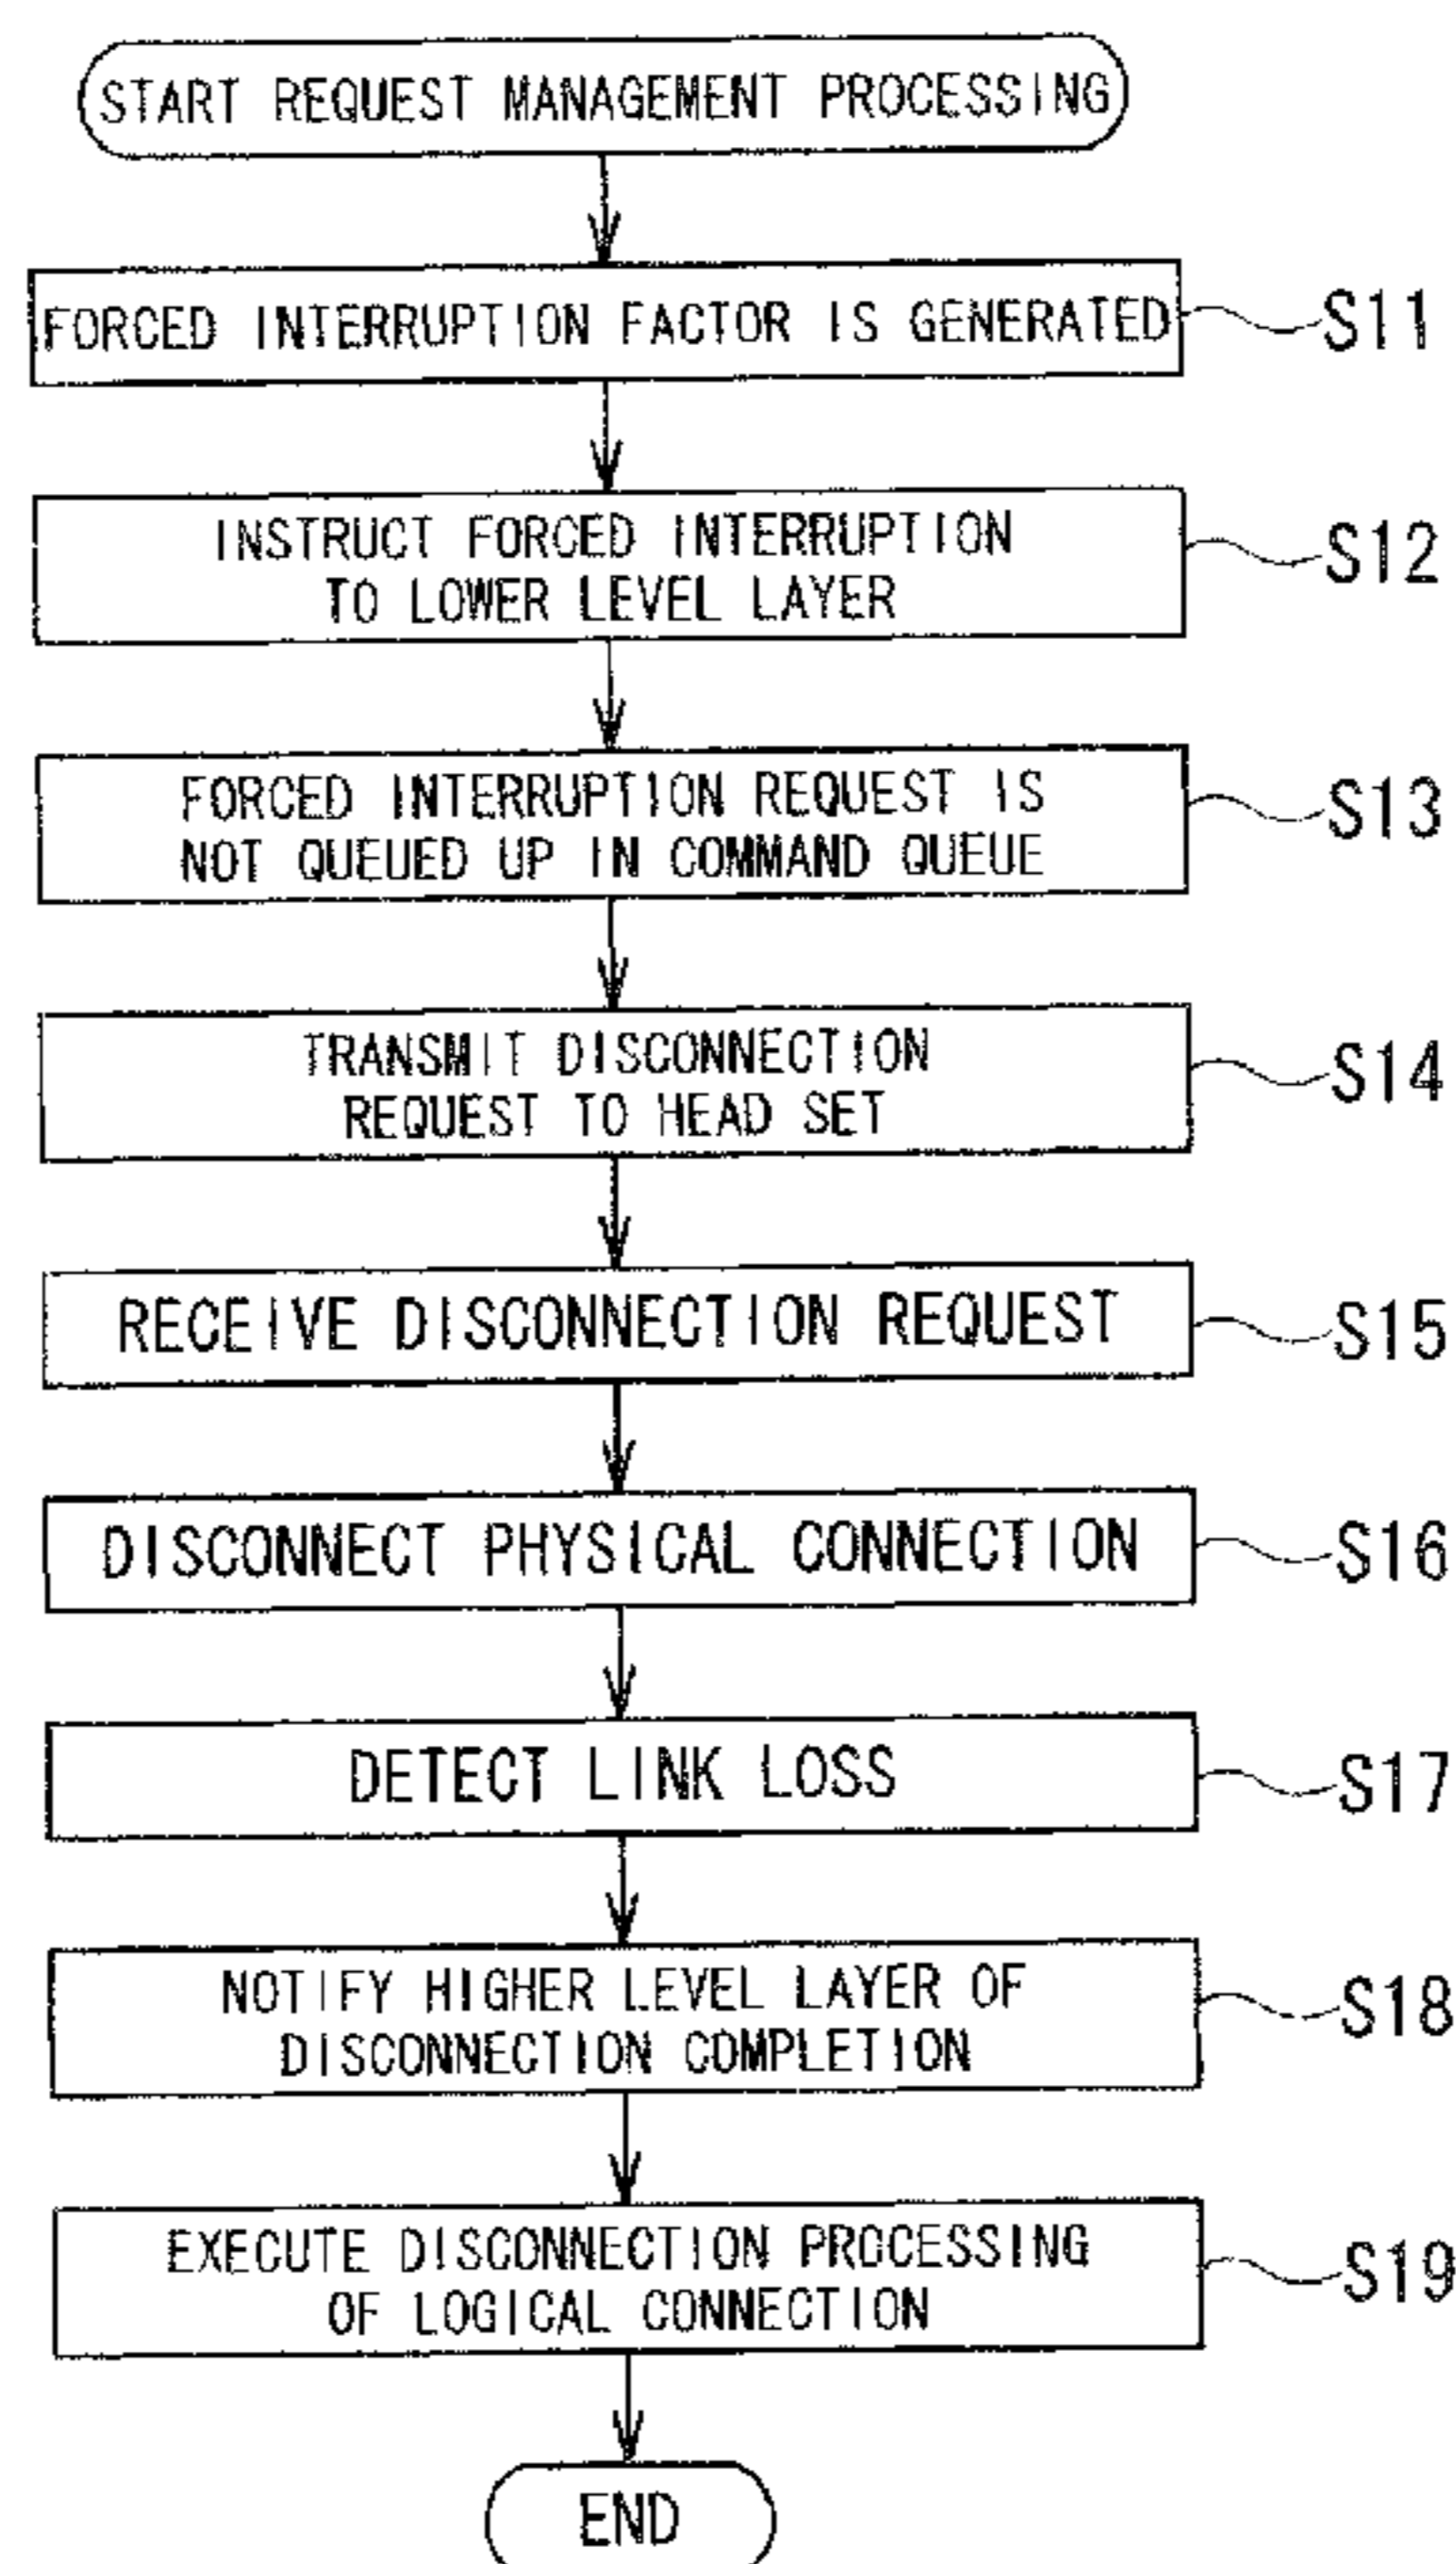 START REQUEST MANAGEMENT PROCESSING
FORCED INTERRUPTION FACTOR IS GENERATED
S11
INSTRUCT FORCED INTERRUPTION
TO LOWER LEVEL LAYER
S12
FORCED INTERRUPTION REQUEST IS
NOT QUEUED UP IN COMMAND QUEUE
S13
TRANSMIT DISCONNECTION
REQUEST TO HEAD SET
S14
RECEIVE DISCONNECTION REQUEST
S15
DISCONNECT PHYSICAL CONNECTION
S16
DETECT LINK LOSS
S17
NOTIFY HIGHER LEVEL LAYER OF
DISCONNECTION COMPLETION
S18
EXECUTE DISCONNECTION PROCESSING
OF LOGICAL CONNECTION
S19
END